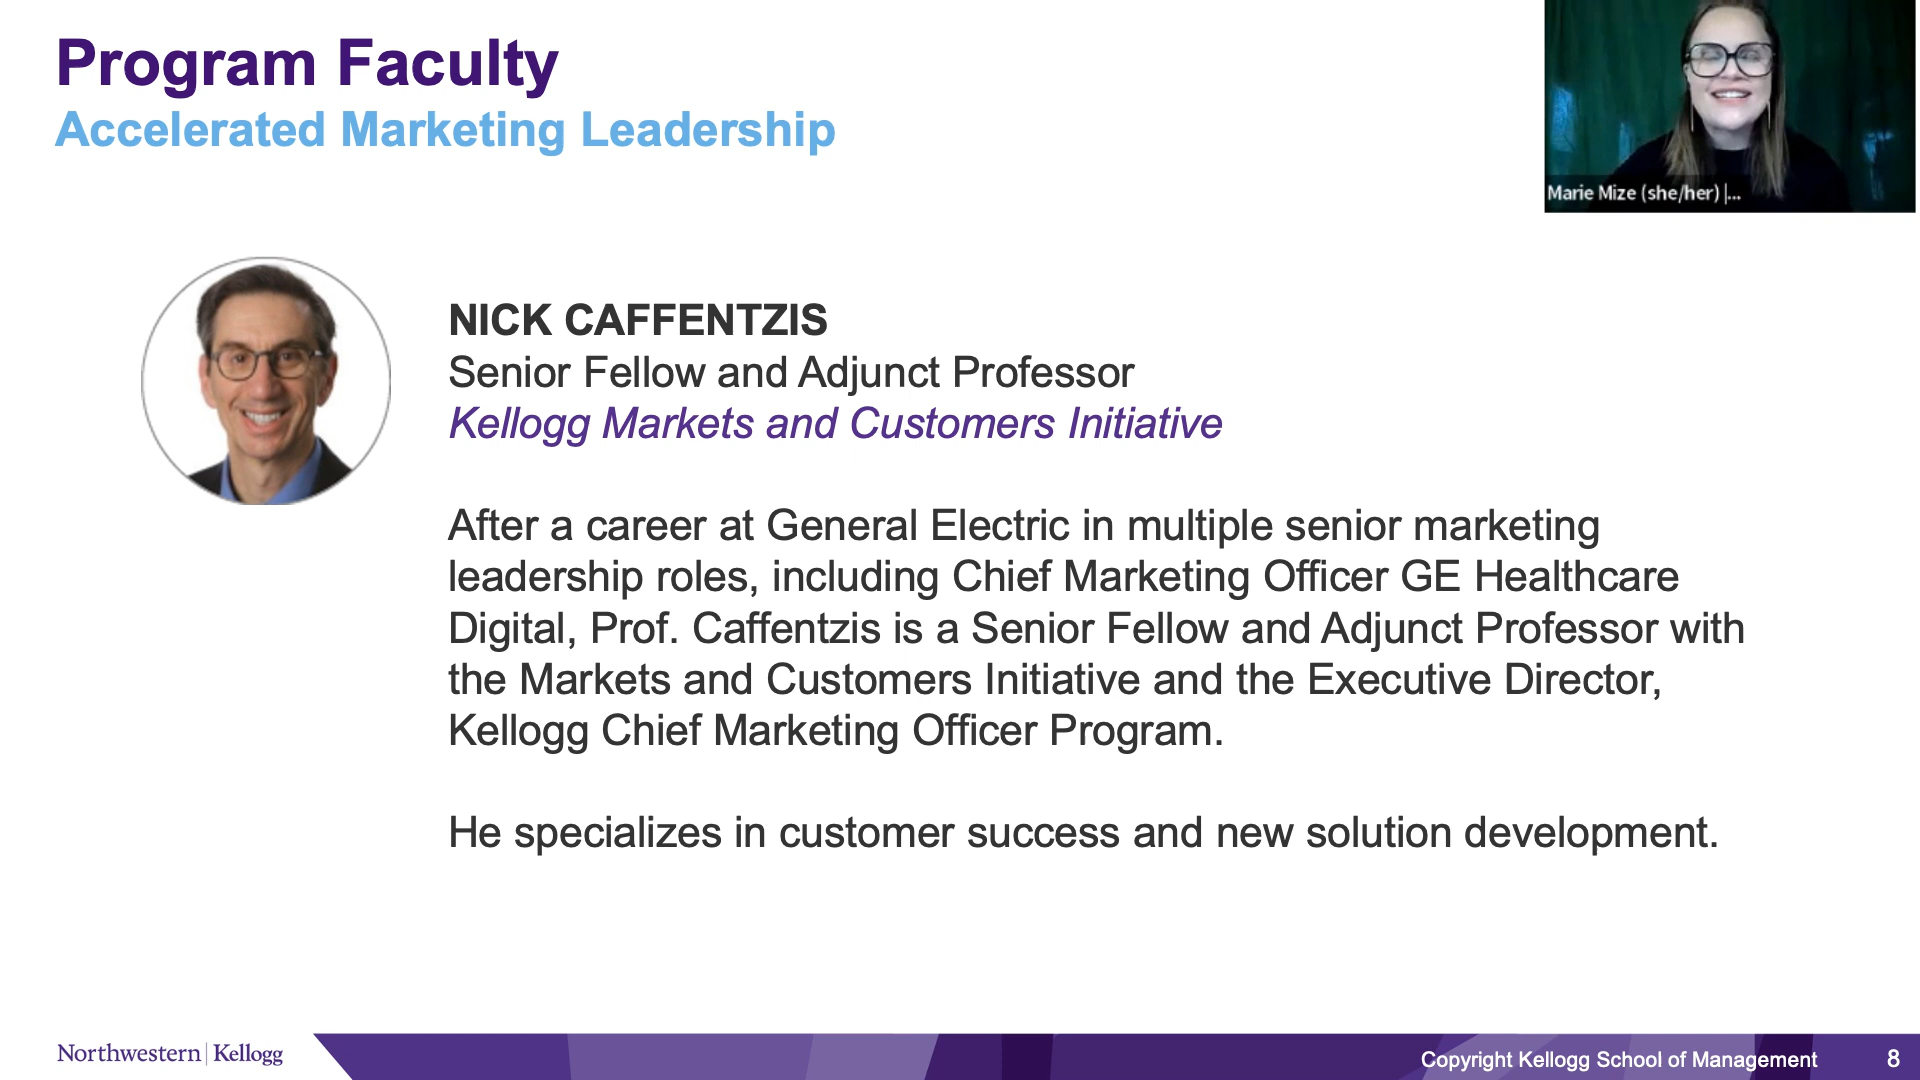 Program Faculty
Accelerated Marketing Leadership
Marie Mize (she/her) |...
NICK CAFFENTZIS
Senior Fellow and Adjunct Professor
Kellogg Markets and Customers Initiative
After a career at General Electric in multiple senior marketing
leadership roles, including Chief Marketing Officer GE Healthcare
Digital, Prof. Caffentzis is a Senior Fellow and Adjunct Professor with
the Markets and Customers Initiative and the Executive Director,
Kellogg Chief Marketing Officer Program.
He specializes in customer success and new solution development.
Northwestern | Kellogg
Copyright Kellogg School of Management 8